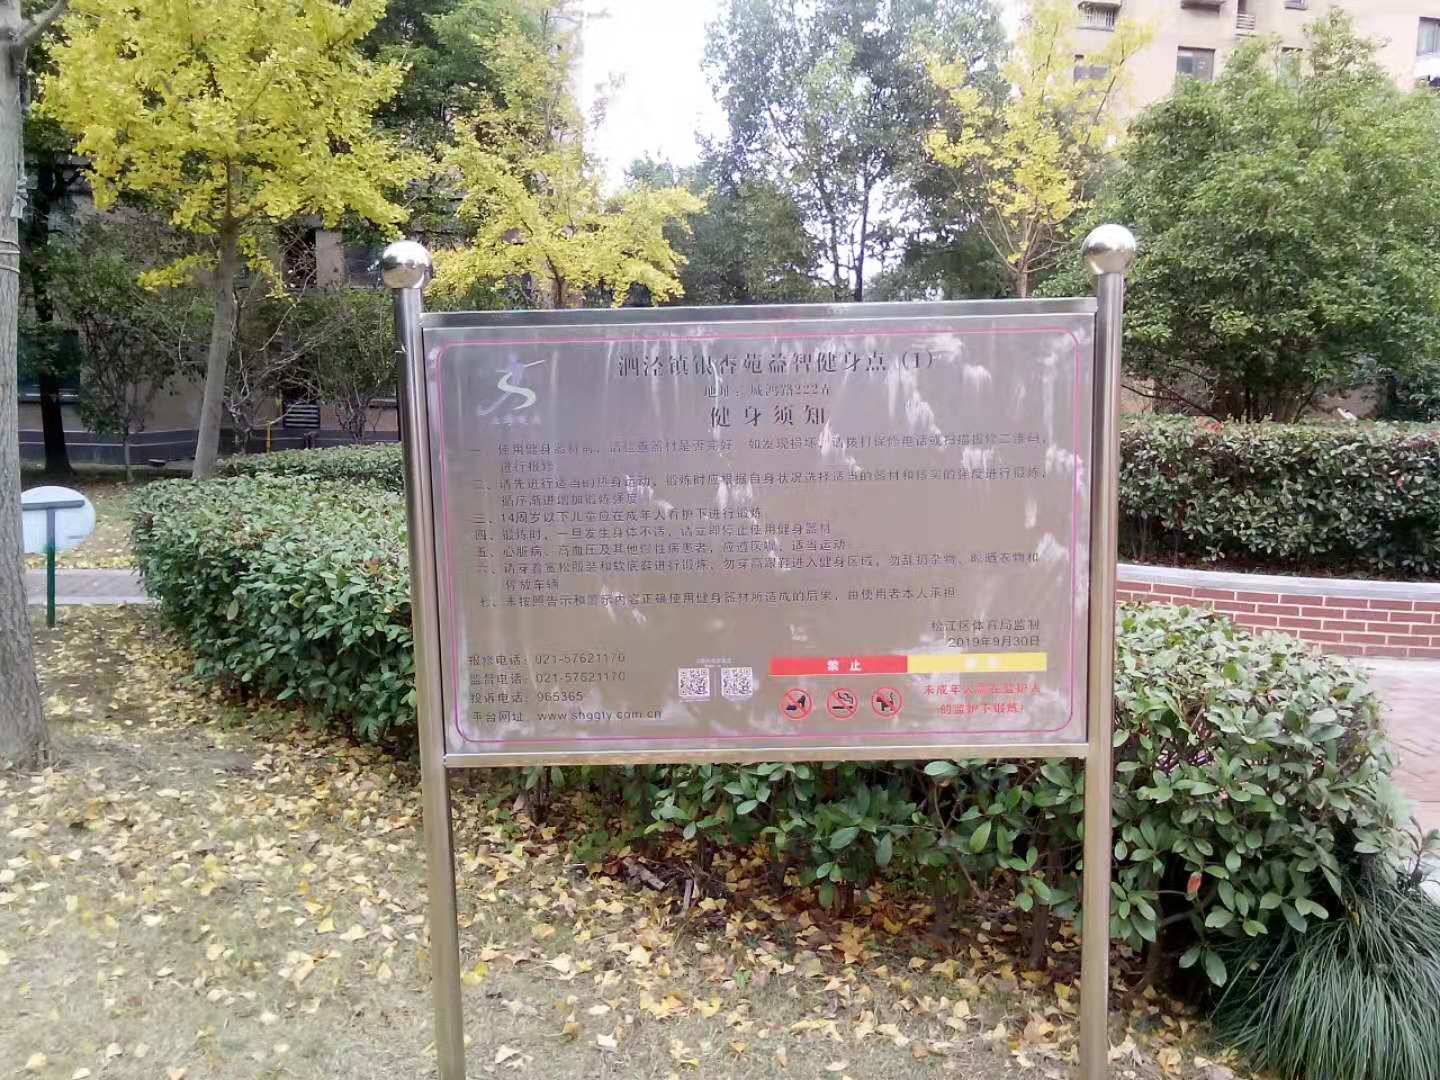 泗泾镇银杏苑益智健身点（1）
地址：城鸿路222弄
健身须知
一、使用健身器材前，请检查器材是否完好，如发现损坏，请拨打保修电话或扫描报修二维码，
进行报修
二、请先进行适当的热身运动，锻炼时应根据自身状况选择适当的器材和核实的强度进行锻炼，
循序渐进增加锻炼强度
三、14周岁以下儿童应在成年人看护下进行锻炼
四、锻炼时，一旦发生身体不适，请立即停止使用健身器材
五、心脏病、高血压及其他慢性病患者，应遵医嘱，适当运动
六、请穿着宽松服装和软底鞋进行锻炼，勿穿高跟鞋进入健身区域，勿乱扔杂物、晾晒衣物和
停放车辆
七、未按照告示和警示内容正确使用健身器材所造成的后果，由使用者本人承担
松江区体育局监制
2019年9月30日
报修电话：021-57621170
监督电话：021-57621170
投诉电话：965365
平台网址：www.shggty.com.cn
禁止
未成年人需在监护人
的监护下锻炼！